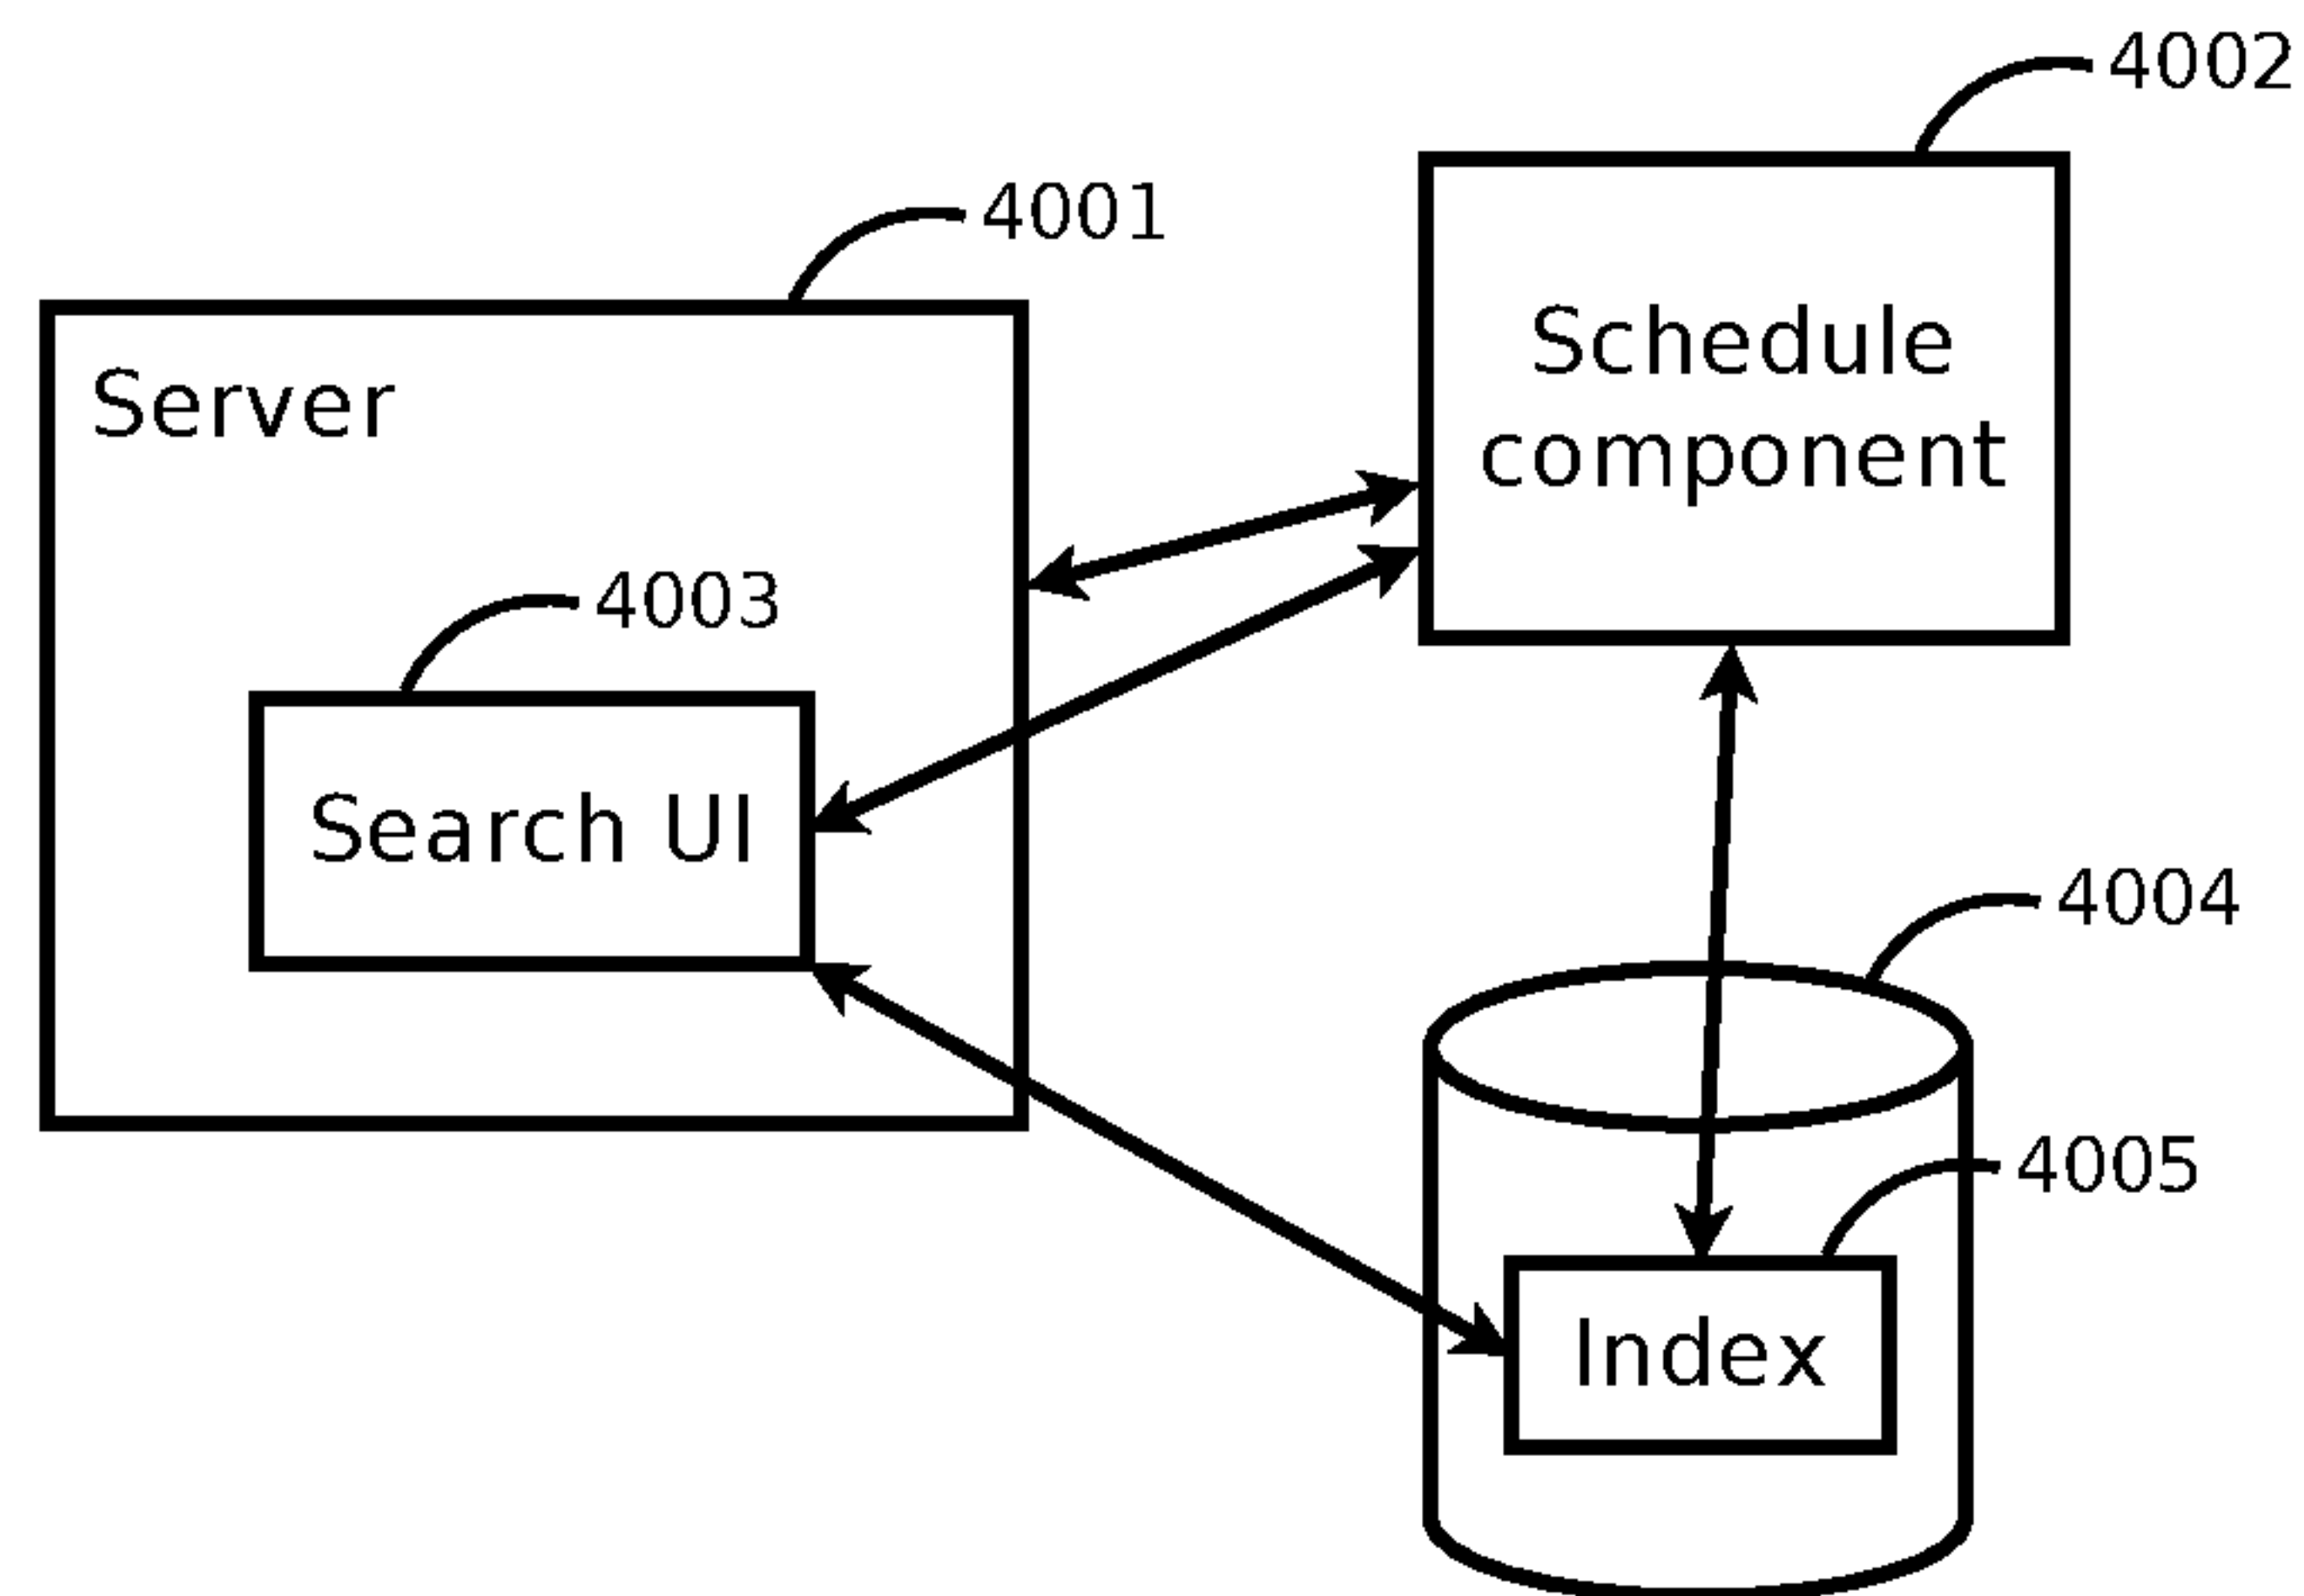 4002
4001
Schedule
component
Server
4003
Search UI
4004
4005
Index